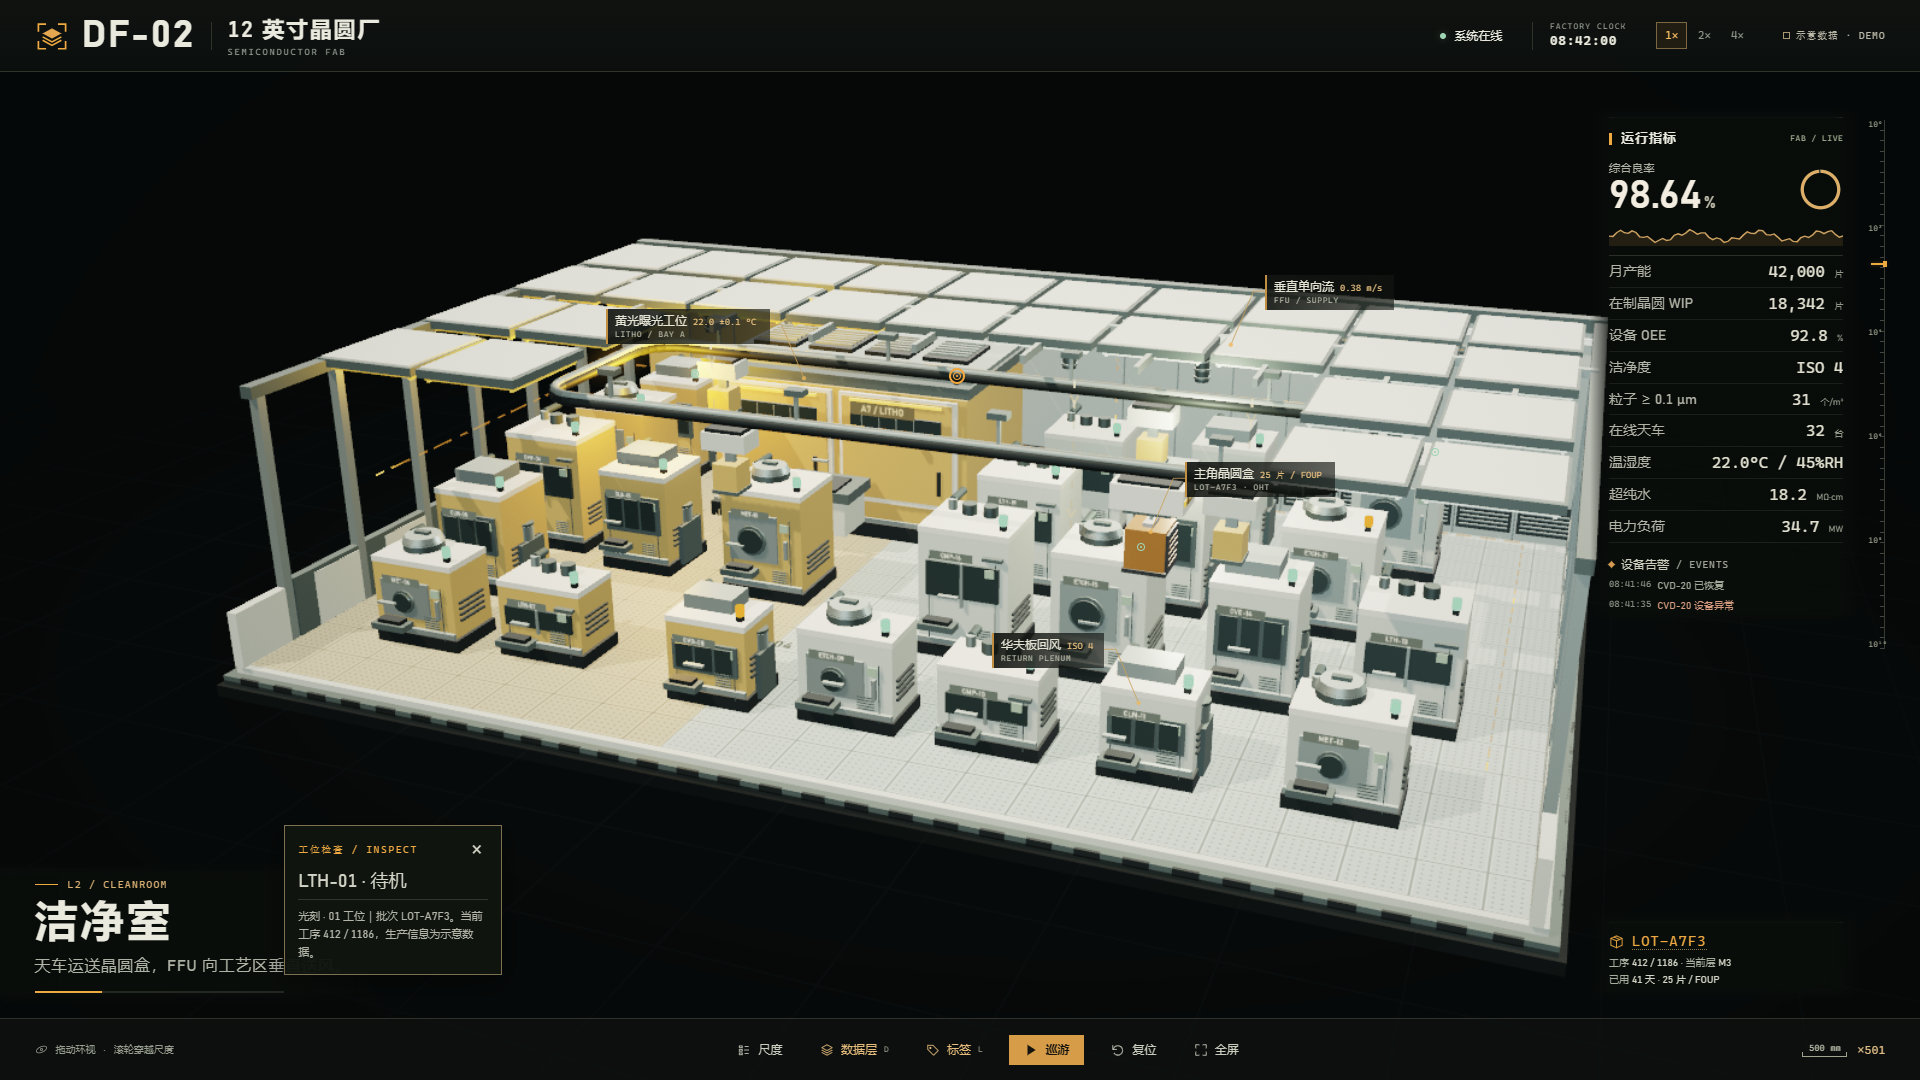 DF-02
12 英寸晶圆厂
SEMICONDUCTOR FAB
系统在线
FACTORY CLOCK
08:42:00
1×
2×
4×
示意数据 · DEMO
运行指标
FAB / LIVE
综合良率
98.64%
月产能 42,000 片
在制晶圆 WIP 18,342 片
设备 OEE 92.8 %
洁净度 ISO 4
粒子 ≥ 0.1 μm 31 个/m³
在线天车 32 台
温湿度 22.0°C / 45%RH
超纯水 18.2 MΩ·cm
电力负荷 34.7 MW
设备告警 / EVENTS
08:41:46 CVD-20 已恢复
08:41:35 CVD-20 设备异常
垂直单向流 0.38 m/s
FFU / SUPPLY
黄光曝光工位 22.0 ±0.1 °C
LITHO / BAY A
A7 / LITHO
主角晶圆盒 25 片 / FOUP
LOT-A7F3 · OHT
华夫板回风 ISO 4
RETURN PLENUM
工位检查 / INSPECT
×
LTH-01 · 待机
光刻 · 01 工位 | 批次 LOT-A7F3。当前
工序 412 / 1186，生产信息为示意数
据。
L2 / CLEANROOM
洁净室
天车运送晶圆盒，FFU 向工艺区垂
LOT-A7F3
工序 412 / 1186 · 当前层 M3
已用 41 天 · 25 片 / FOUP
拖动环视 · 滚轮穿越尺度
尺度
数据层 D
标签 L
巡游
复位
全屏
500 mm
×501